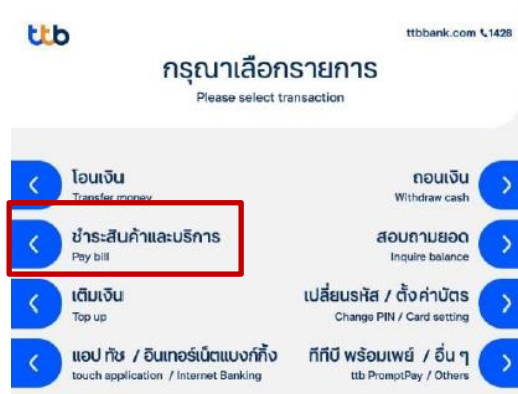 ttb
ttbbank.com 1428
กรุณาเลือกรายการ
Please select transaction
โอนเงิน
Transfer money
ถอนเงิน
Withdraw cash
ชำระสินค้าและบริการ
Pay bill
สอบถามยอด
Inquire balance
เติมเงิน
Top up
เปลี่ยนรหัส / ตั้งค่าบัตร
Change PIN / Card setting
แอป ทัช / อินเทอร์เน็ตแบงก์กิ้ง
touch application / Internet Banking
ทีทีบี พร้อมเพย์ / อื่น ๆ
ttb PromptPay / Others